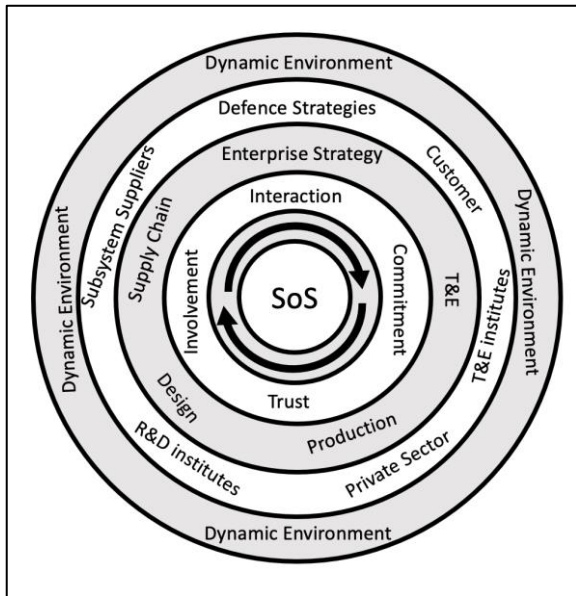 Dynamic Environment
Defence Strategies
Enterprise Strategy
Interaction
Subsystem Suppliers
Customer
Supply Chain
Dynamic Environment
Dynamic Environment
Involvement
SoS
Commitment
T&E
T&E institutes
Trust
Design
Production
R&D institutes
Private Sector
Dynamic Environment